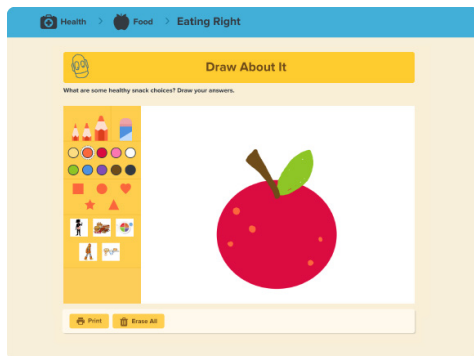 Health > Food > Eating Right
Draw About It
What are some healthy snack choices? Draw your answers.
Print Erase All